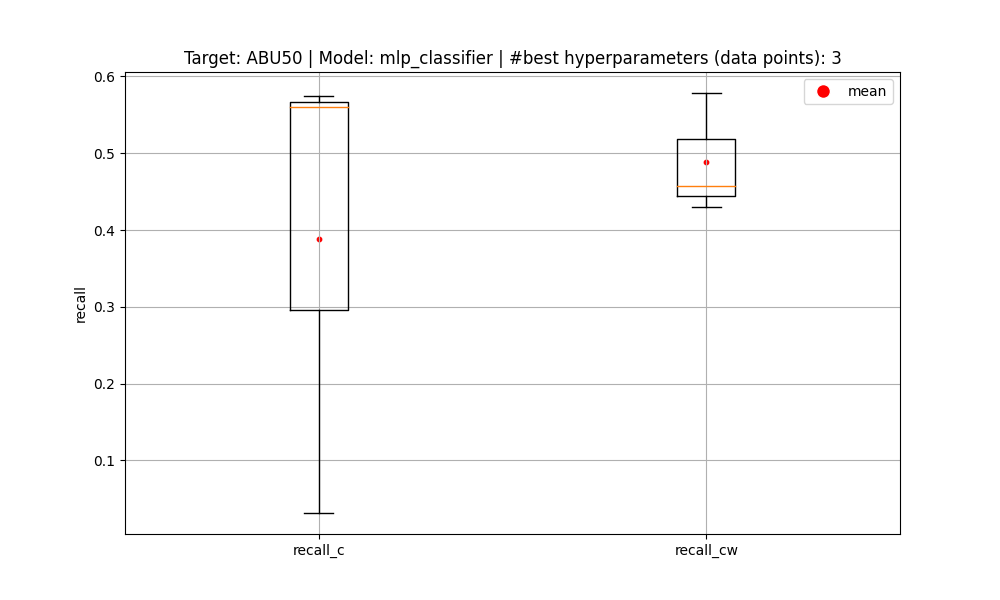 Target: ABU50 | Model: mlp_classifier | #best hyperparameters (data points): 3
mean
recall
0.6
0.5
0.4
0.3
0.2
0.1
recall_c
recall_cw